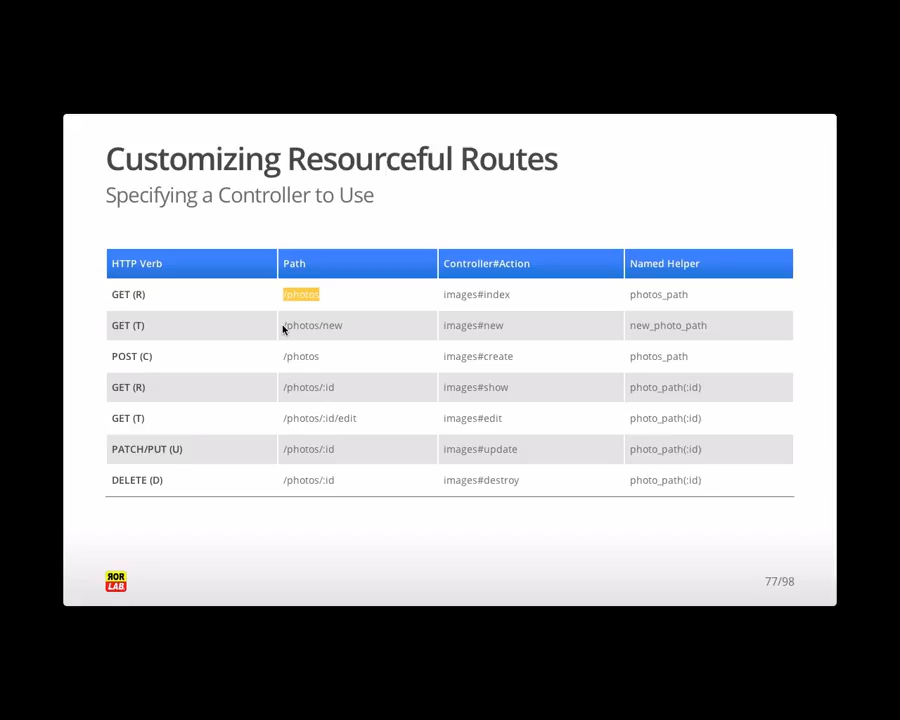 Customizing Resourceful Routes
Specifying a Controller to Use
HTTP Verb Path Controller#Action Named Helper
GET (R) /photos images#index photos_path
GET (T) /photos/new images#new new_photo_path
POST (C) /photos images#create photos_path
GET (R) /photos/:id images#show photo_path(:id)
GET (T) /photos/:id/edit images#edit photo_path(:id)
PATCH/PUT (U) /photos/:id images#update photo_path(:id)
DELETE (D) /photos/:id images#destroy photo_path(:id)
ЯOR
LAB.
77/98